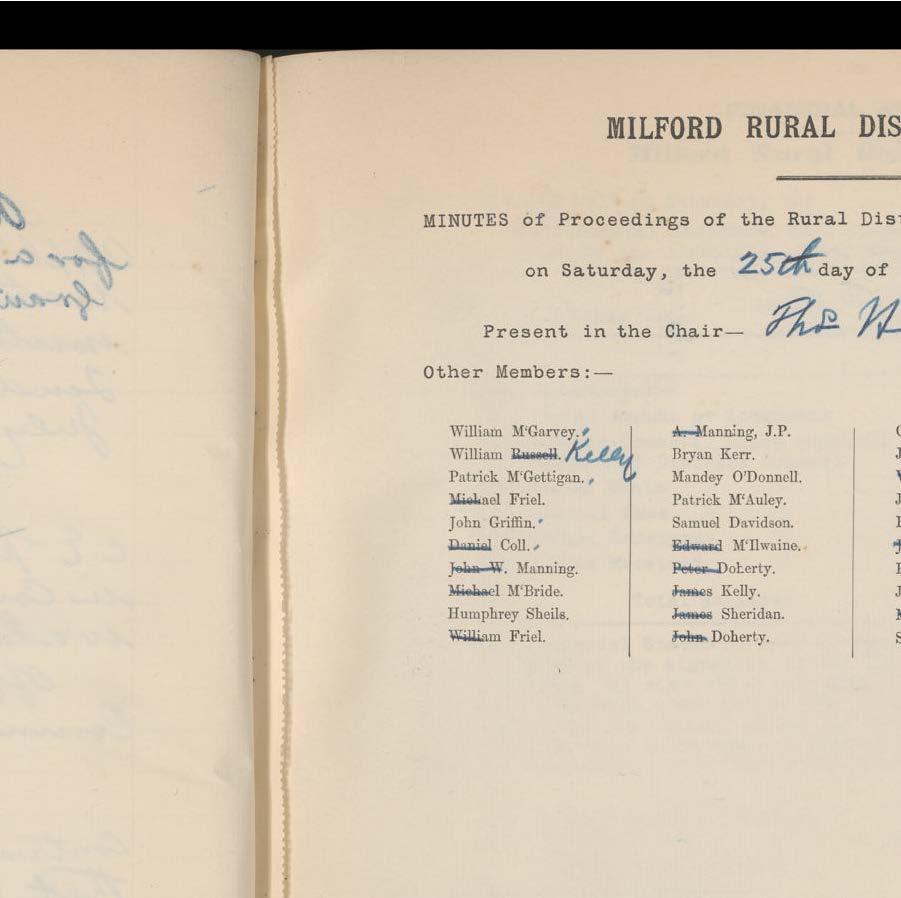 MILFORD RURAL DIS
MINUTES of Proceedings of the Rural Dist
on Saturday, the 25th day of
Present in the Chair— Thos H
Other Members:—
William M'Garvey.
William Russell. Kelly
Patrick M'Gettigan.
Michael Friel.
John Griffin.
Daniel Coll.
John W. Manning.
Michael M'Bride.
Humphrey Sheils.
William Friel.
A. Manning, J.P.
Bryan Kerr.
Mandey O'Donnell.
Patrick M'Auley.
Samuel Davidson.
Edward M'Ilwaine.
Peter Doherty.
James Kelly.
James Sheridan.
John Doherty.